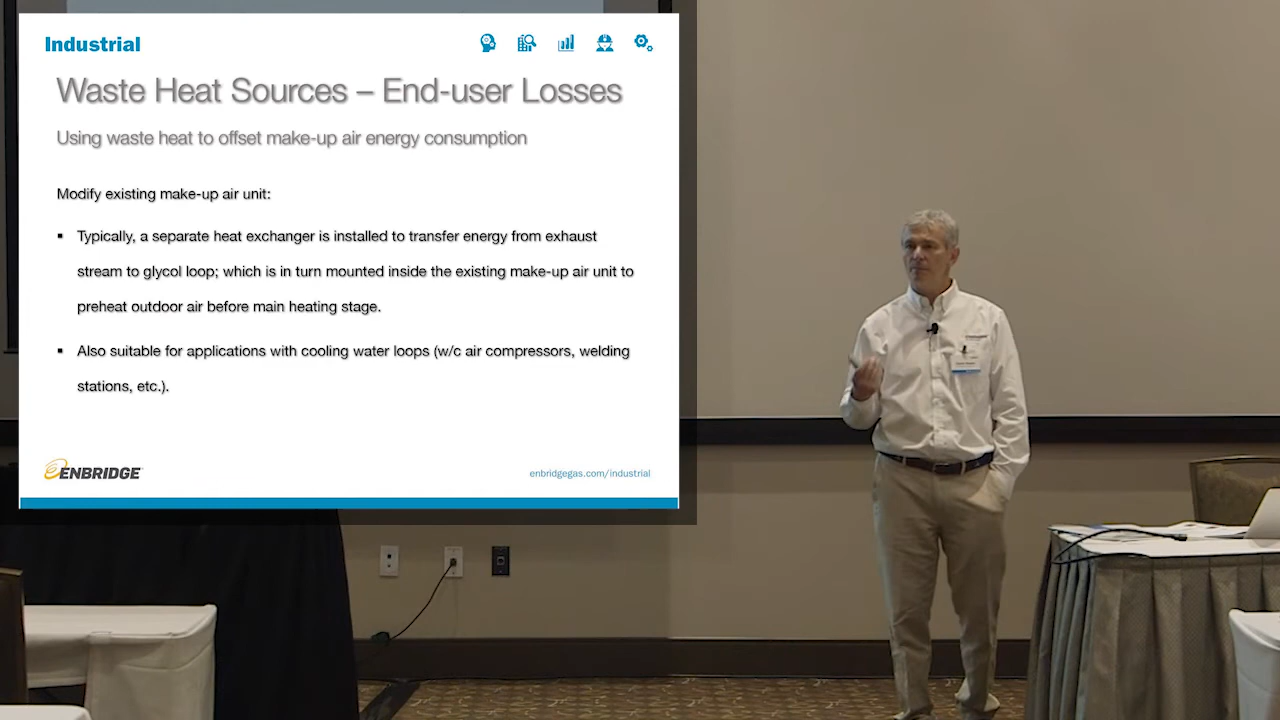 Industrial
Waste Heat Sources – End-user Losses
Using waste heat to offset make-up air energy consumption
Modify existing make-up air unit:
▪ Typically, a separate heat exchanger is installed to transfer energy from exhaust
stream to glycol loop; which is in turn mounted inside the existing make-up air unit to
preheat outdoor air before main heating stage.
▪ Also suitable for applications with cooling water loops (w/c air compressors, welding
stations, etc.).
ENBRIDGE
enbridgegas.com/industrial